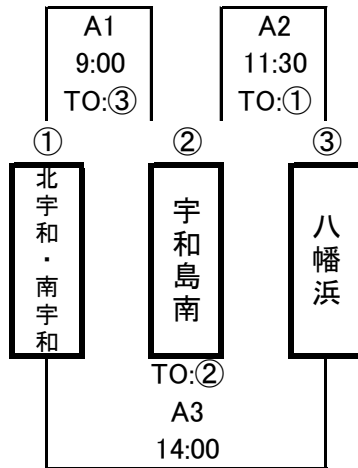 A1
9:00
TO:③
A2
11:30
TO:①
①
②
③
北宇和・南宇和
宇和島南
八幡浜
TO:②
A3
14:00